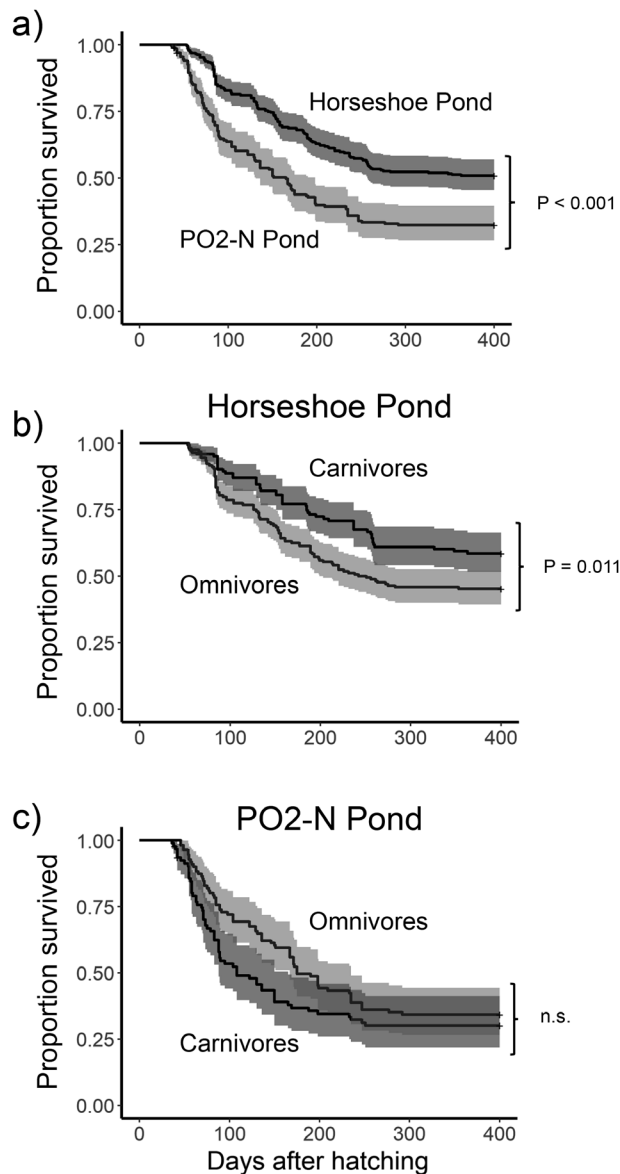 a)
Proportion survived
1.00
0.75
0.50
0.25
0.00
Horseshoe Pond
PO2-N Pond
P < 0.001
0 100 200 300 400
b)
Horseshoe Pond
Proportion survived
1.00
0.75
0.50
0.25
0.00
Carnivores
Omnivores
P = 0.011
0 100 200 300 400
c)
PO2-N Pond
Proportion survived
1.00
0.75
0.50
0.25
0.00
Omnivores
Carnivores
n.s.
0 100 200 300 400
Days after hatching